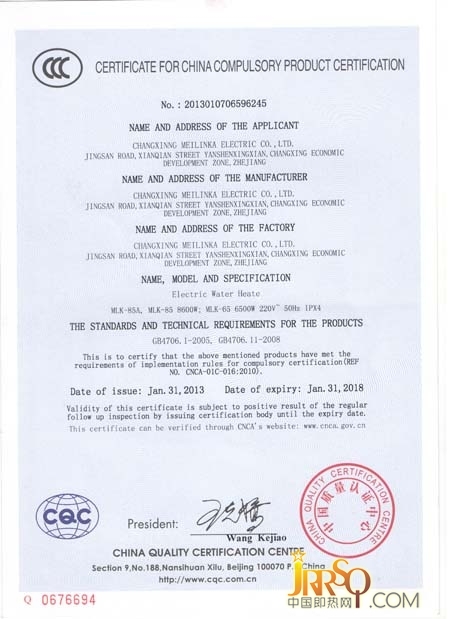 CCC CERTIFICATE FOR CHINA COMPULSORY PRODUCT CERTIFICATION
No.: 2013010706596245
NAME AND ADDRESS OF THE APPLICANT
CHANGXINNG MEILINKA ELECTRIC CO.,LTD.
JINGSAN ROAD, XIANQIAN STREET YANSHENXINGXIAN, CHANGXING ECONOMIC
DEVELOPMENT ZONE, ZHEJIANG
NAME AND ADDRESS OF THE MANUFACTURER
CHANGXINNG MEILINKA ELECTRIC CO.,LTD.
JINGSAN ROAD, XIANQIAN STREET YANSHENXINGXIAN, CHANGXING ECONOMIC
DEVELOPMENT ZONE, ZHEJIANG
NAME AND ADDRESS OF THE FACTORY
CHANGXINNG MEILINKA ELECTRIC CO.,LTD.
JINGSAN ROAD, XIANQIAN STREET YANSHENXINGXIAN, CHANGXING ECONOMIC
DEVELOPMENT ZONE, ZHEJIANG
NAME, MODEL AND SPECIFICATION
Electric Water Heate
MLK-85A, MLK-85 8600W; MLK-65 6500W 220V~ 50Hz IPX4
THE STANDARDS AND TECHNICAL REQUIREMENTS FOR THE PRODUCTS
GB4706.1-2005, GB4706.11-2008
This is to certify that the above mentioned products have met the
requirements of implementation rules for compulsory certification(REF
NO. CNCA-01C-016:2010).
Date of issue: Jan.31,2013 Date of expiry: Jan.31,2018
Validity of this certificate is subject to positive result of the regular
follow up inspection by issuing certification body until the expiry date.
This certificate can be verified through CNCA's website: www.cnca.gov.cn
CHINA QUALITY CERTIFICATION CENTRE
中国质量认证中心
CQC
President:
Wang Kejiao
CHINA QUALITY CERTIFICATION CENTRE
Section 9, No.188, Nansihuan Xilu, Beijing 100070 P. China
http://www.cqc.com.cn
Q 0676694
JRRSQ.COM
中国即热网